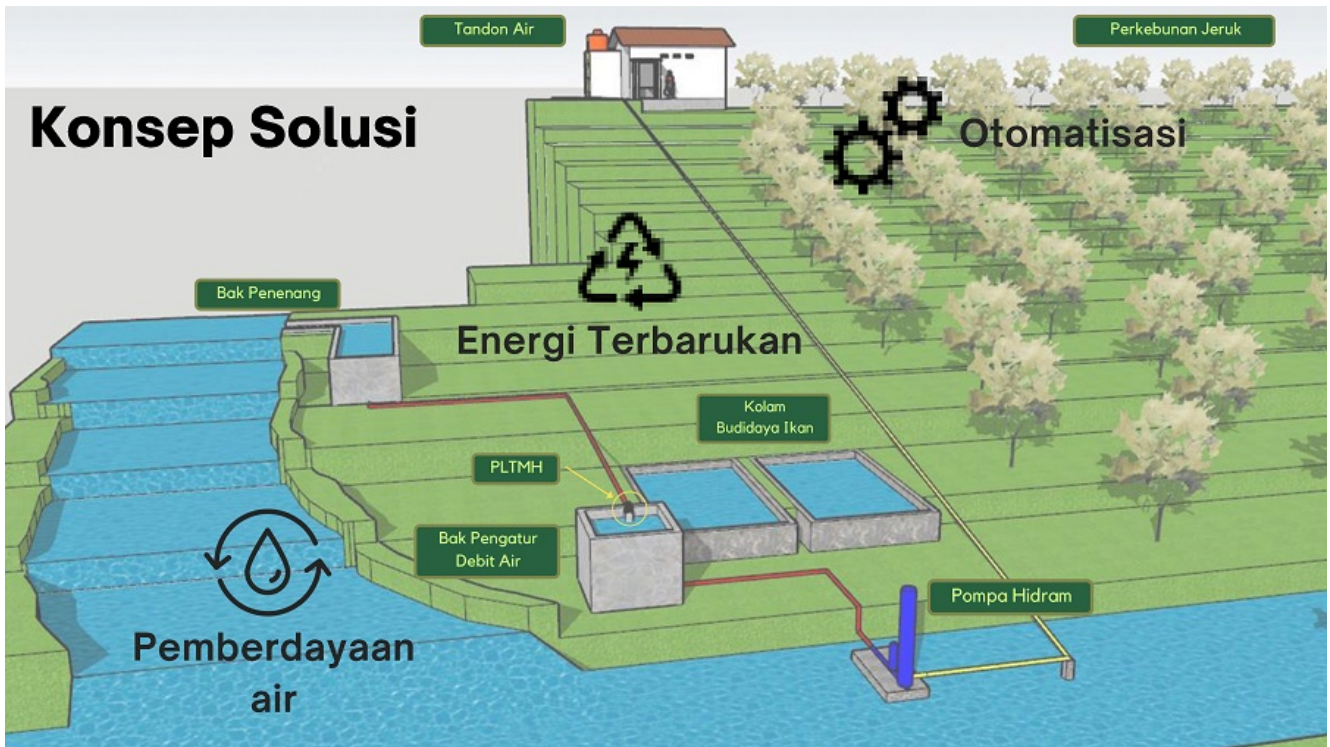 Tandon Air
Perkebunan Jeruk
Konsep Solusi
Otomatisasi
Bak Penenang
Energi Terbarukan
Kolam
Budidaya Ikan
PLTMH
Bak Pengatur
Debit Air
Pompa Hidram
Pemberdayaan
air